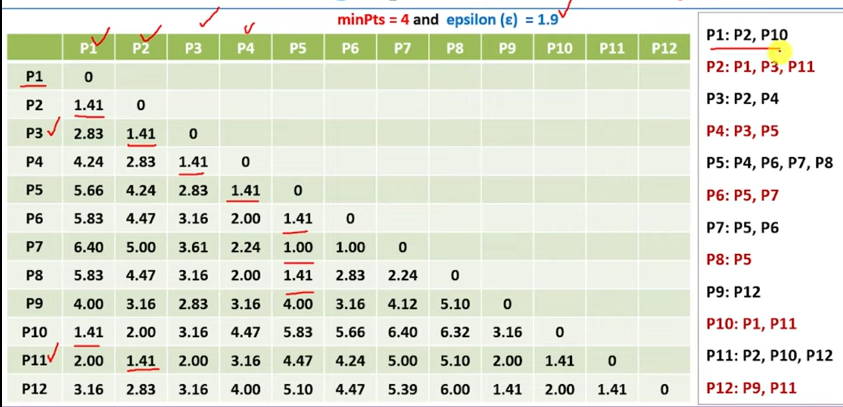 minPts = 4 and epsilon (ε) = 1.9
P1 P2 P3 P4 P5 P6 P7 P8 P9 P10 P11 P12
P1 0
P2 1.41 0
P3 2.83 1.41 0
P4 4.24 2.83 1.41 0
P5 5.66 4.24 2.83 1.41 0
P6 5.83 4.47 3.16 2.00 1.41 0
P7 6.40 5.00 3.61 2.24 1.00 1.00 0
P8 5.83 4.47 3.16 2.00 1.41 2.83 2.24 0
P9 4.00 3.16 2.83 3.16 4.00 3.16 4.12 5.10 0
P10 1.41 2.00 3.16 4.47 5.83 5.66 6.40 6.32 3.16 0
P11 2.00 1.41 2.00 3.16 4.47 4.24 5.00 5.10 2.00 1.41 0
P12 3.16 2.83 3.16 4.00 5.10 4.47 5.39 6.00 1.41 2.00 1.41 0
P1: P2, P10
P2: P1, P3, P11
P3: P2, P4
P4: P3, P5
P5: P4, P6, P7, P8
P6: P5, P7
P7: P5, P6
P8: P5
P9: P12
P10: P1, P11
P11: P2, P10, P12
P12: P9, P11